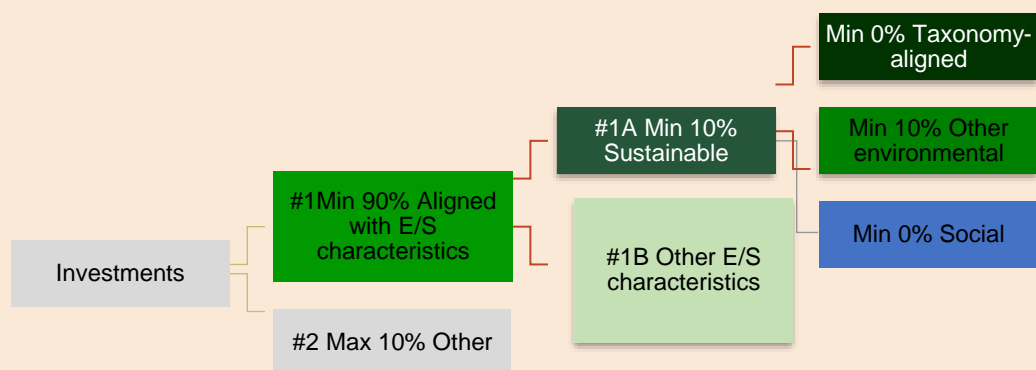 Investments
#1Min 90% Aligned
with E/S
characteristics
#2 Max 10% Other
#1A Min 10%
Sustainable
#1B Other E/S
characteristics
Min 0% Taxonomy-
aligned
Min 10% Other
environmental
Min 0% Social